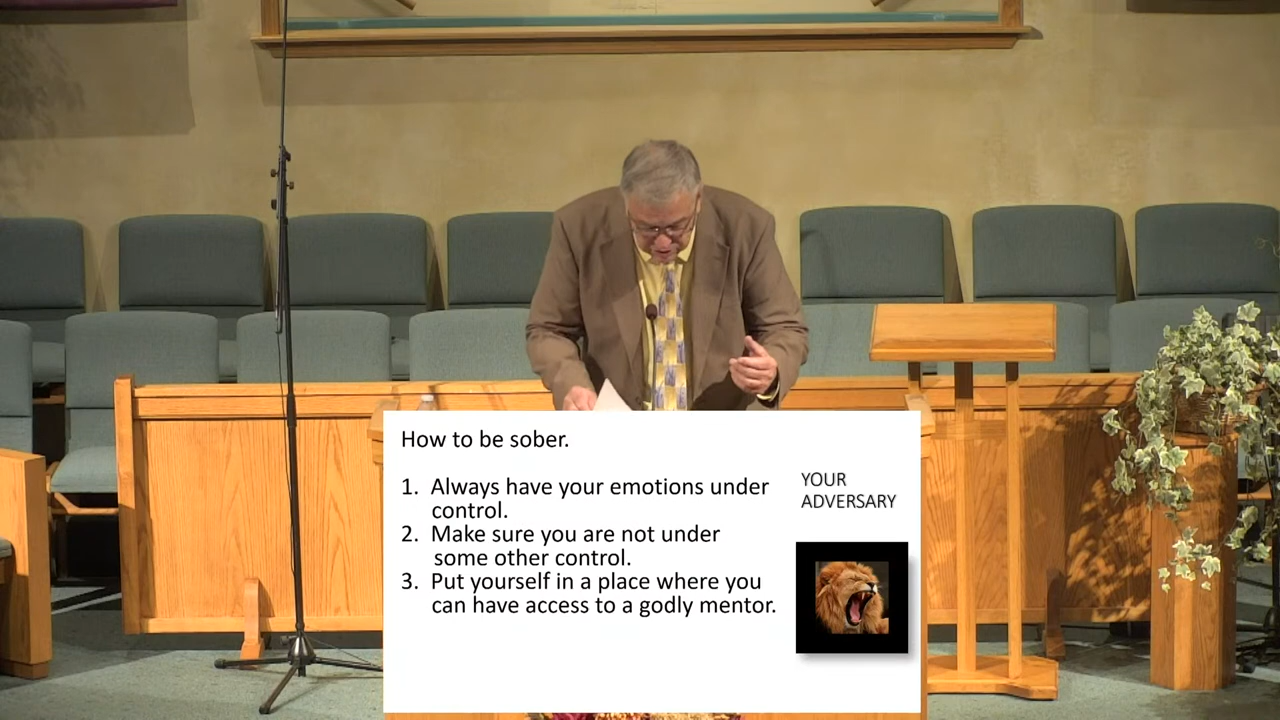 How to be sober.
1. Always have your emotions under
control.
2. Make sure you are not under
some other control.
3. Put yourself in a place where you
can have access to a godly mentor.
YOUR
ADVERSARY